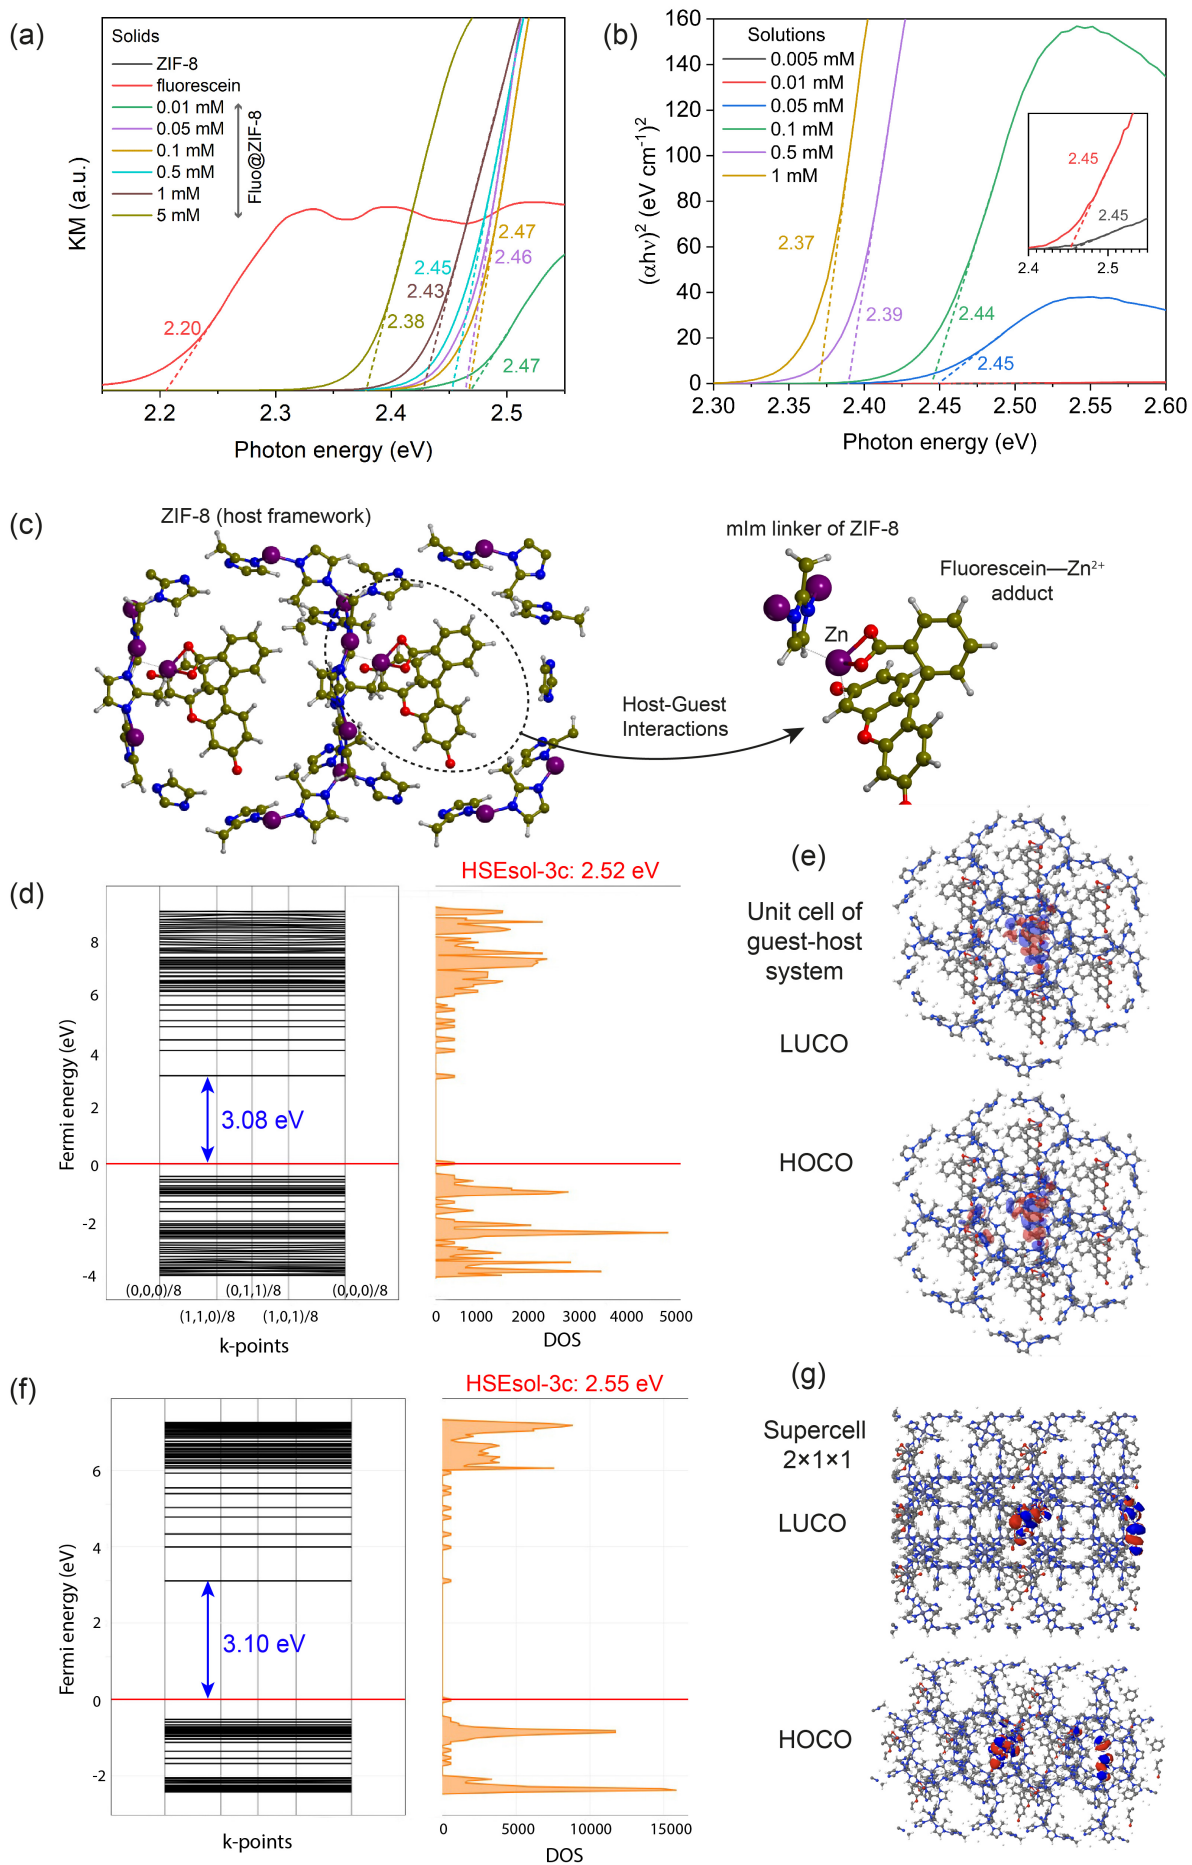 (a)
Solids
ZIF-8
fluorescein
0.01 mM
0.05 mM
0.1 mM
0.5 mM
1 mM
5 mM
Fluo@ZIF-8
KM (a.u.)
2.20
2.38
2.43
2.45
2.47
2.46
2.47
2.2 2.3 2.4 2.5
Photon energy (eV)
(b)
Solutions
0.005 mM
0.01 mM
0.05 mM
0.1 mM
0.5 mM
1 mM
(αhν)² (eV cm⁻¹)²
160
140
120
100
80
60
40
20
0
2.37
2.39
2.44
2.45
2.45
2.45
2.4 2.5
2.30 2.35 2.40 2.45 2.50 2.55 2.60
Photon energy (eV)
(c)
ZIF-8 (host framework)
mIm linker of ZIF-8
Fluorescein—Zn²⁺
adduct
Zn
Host-Guest
Interactions
(d)
HSEsol-3c: 2.52 eV
Fermi energy (eV)
8
6
4
2
0
-2
-4
3.08 eV
(0,0,0)/8 (0,1,1)/8 (0,0,0)/8
(1,1,0)/8 (1,0,1)/8
k-points
0 1000 2000 3000 4000 5000
DOS
(e)
Unit cell of
guest-host
system
LUCO
HOCO
(f)
HSEsol-3c: 2.55 eV
Fermi energy (eV)
6
4
2
0
-2
3.10 eV
k-points
0 5000 10000 15000
DOS
(g)
Supercell
2×1×1
LUCO
HOCO